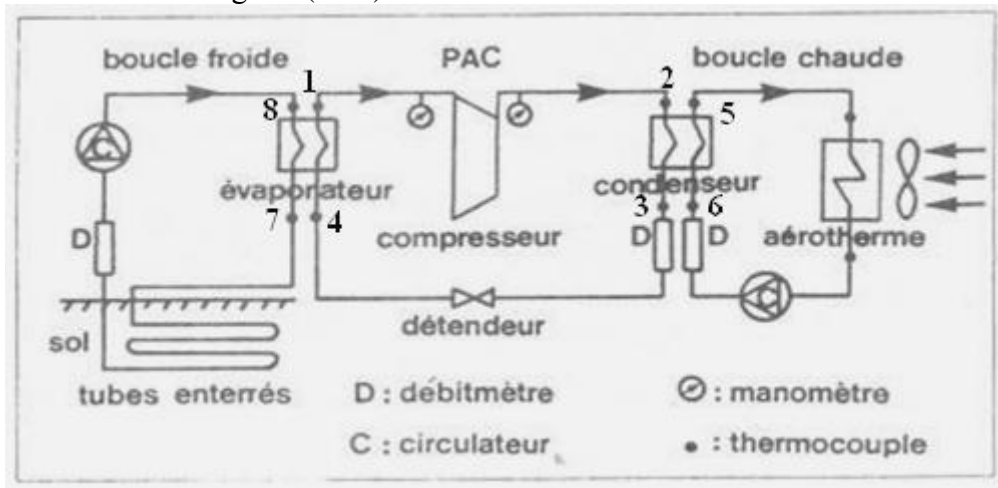 boucle froide PAC boucle chaude
1 2
8 5
C
évaporateur condenseur
7 4 3 6
D compresseur D D aérotherme
C
détendeur
sol
tubes enterrés D : débitmètre : manomètre
C : circulateur : thermocouple